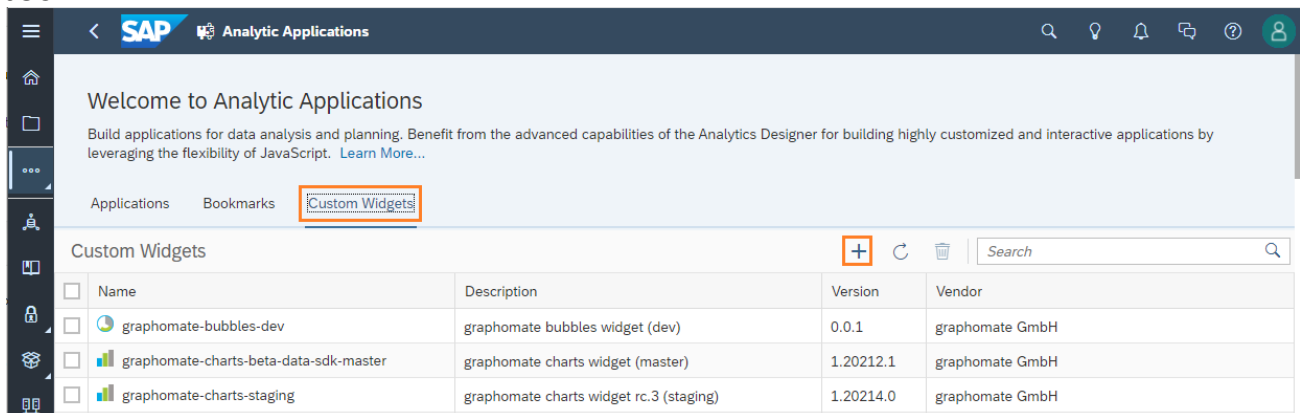 SAP Analytic Applications
Welcome to Analytic Applications
Build applications for data analysis and planning. Benefit from the advanced capabilities of the Analytics Designer for building highly customized and interactive applications by
leveraging the flexibility of JavaScript. Learn More...
Applications Bookmarks Custom Widgets
Custom Widgets Search
Name Description Version Vendor
graphomate-bubbles-dev graphomate bubbles widget (dev) 0.0.1 graphomate GmbH
graphomate-charts-beta-data-sdk-master graphomate charts widget (master) 1.20212.1 graphomate GmbH
graphomate-charts-staging graphomate charts widget rc.3 (staging) 1.20214.0 graphomate GmbH